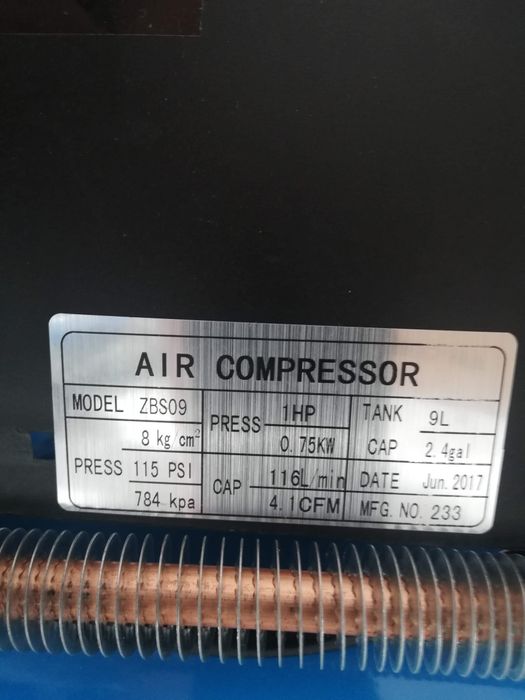 AIR COMPRESSOR
MODEL ZBS09
PRESS 8 kg/cm²
115 PSI
784 kpa
PRESS 1HP
0.75KW
CAP 116L/min
4.1CFM
TANK CAP 9L
2.4gal
DATE Jun. 2017
MFG. NO. 233